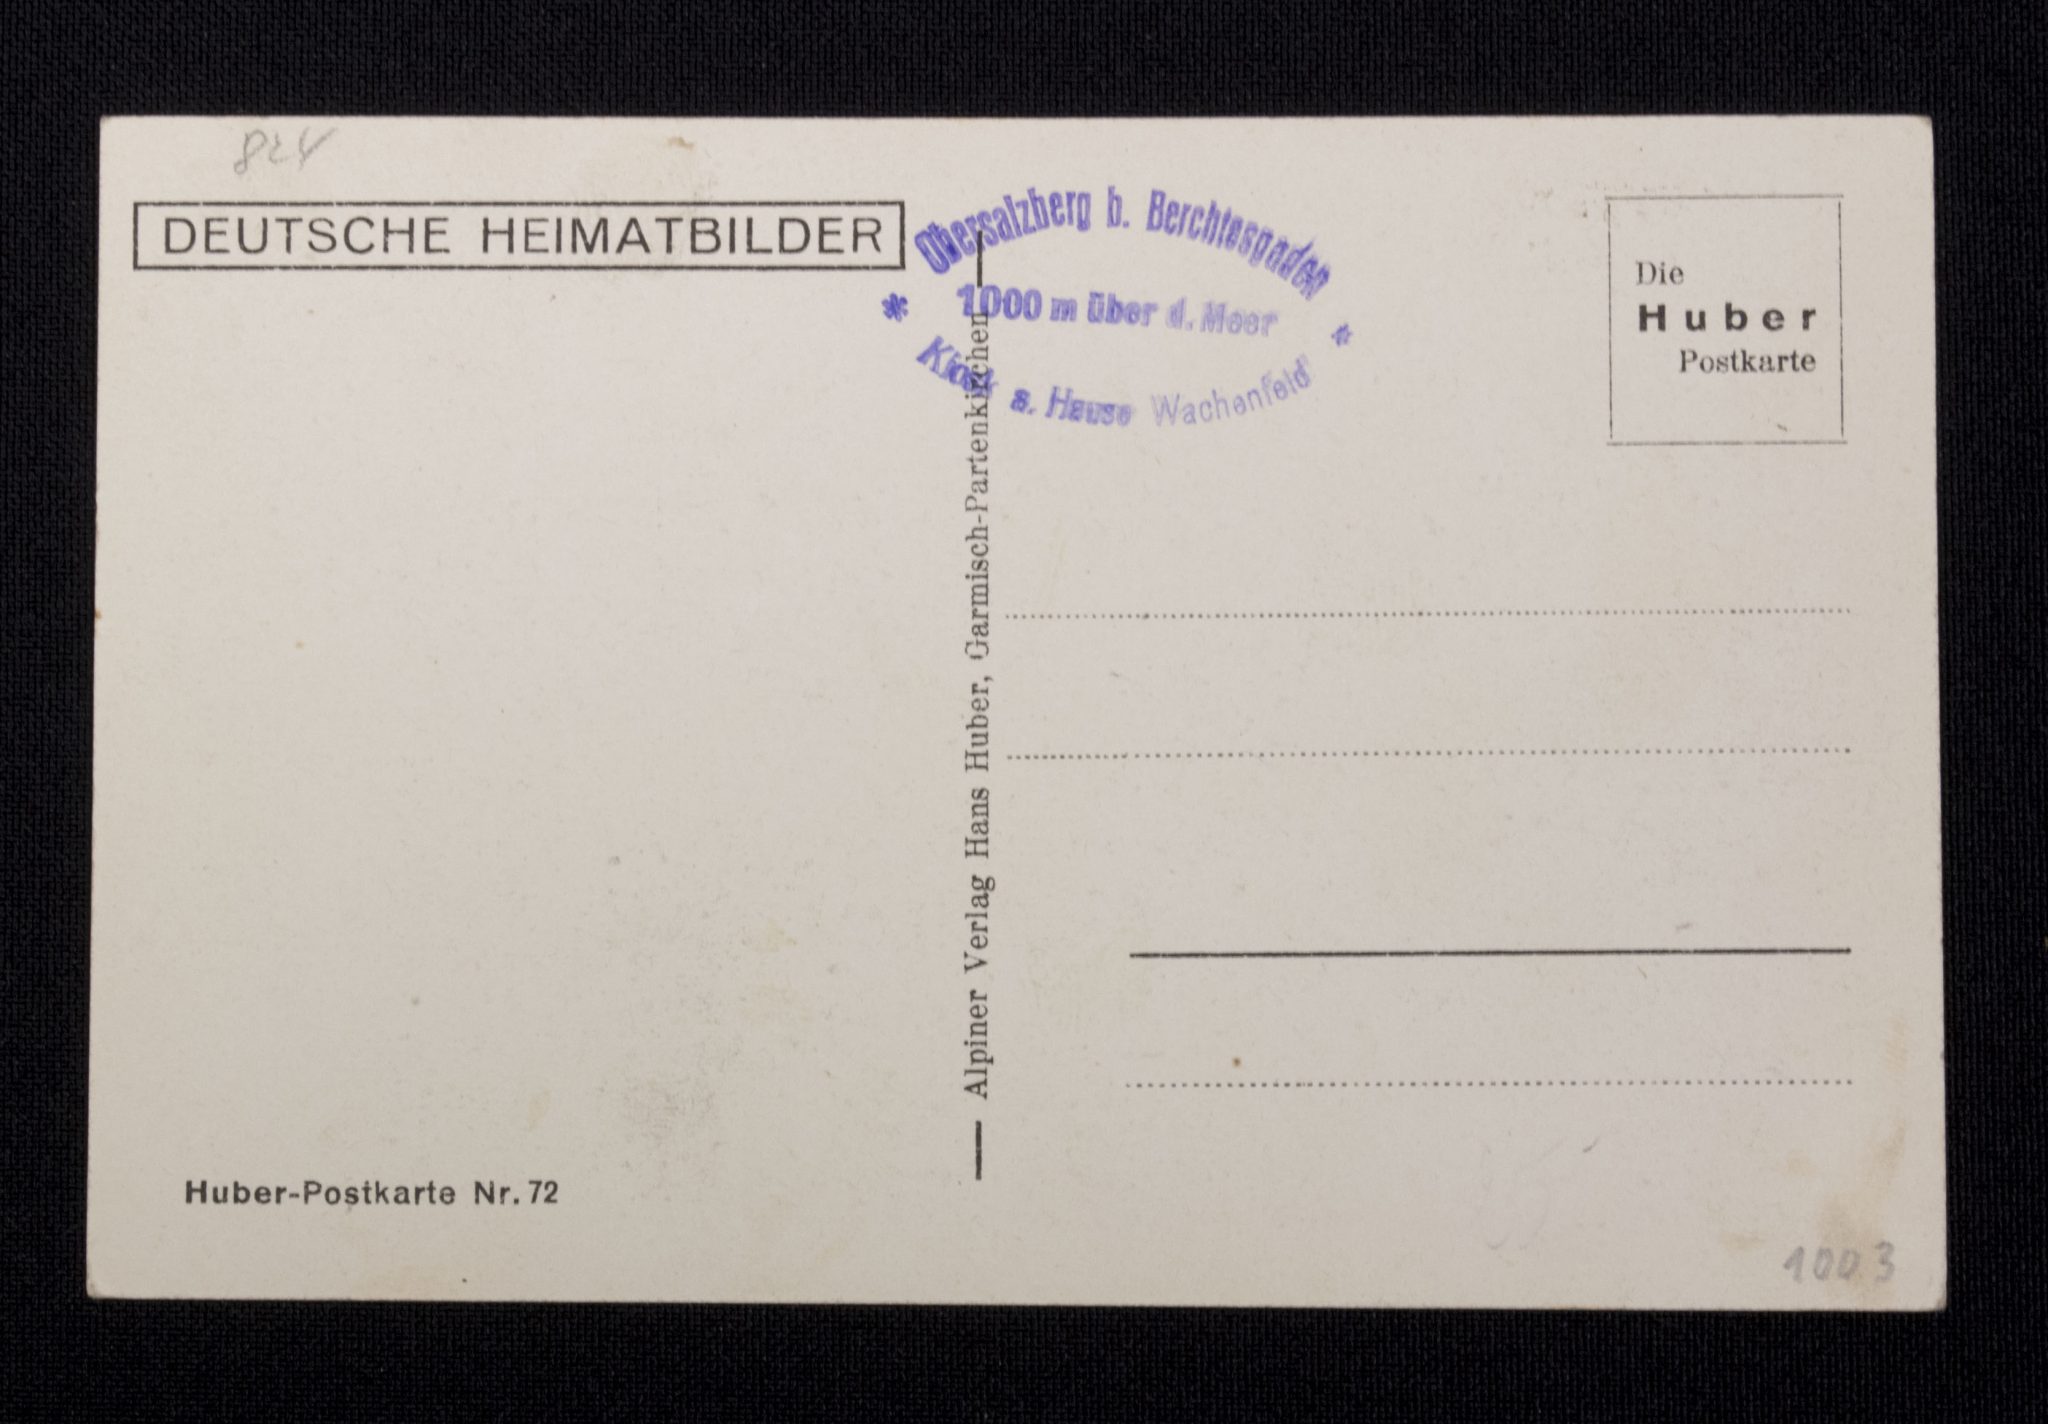 824
DEUTSCHE HEIMATBILDER
Obersalzberg b. Berchtesgaden
* 1000 m über d. Meer *
Kiosk a. Hause Wachenfeld
Die
Huber
Postkarte
Alpiner Verlag Hans Huber, Garmisch-Partenkirchen
Huber-Postkarte Nr. 72
1003